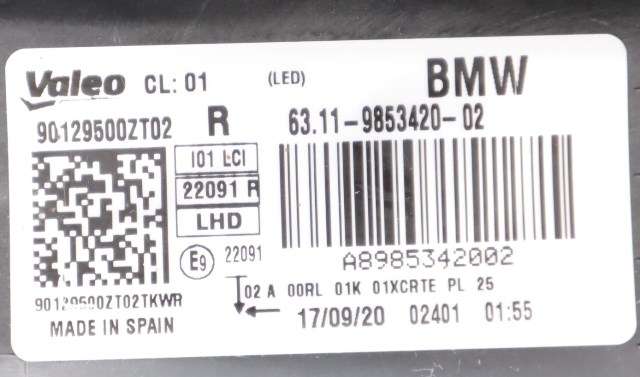 Valeo CL: 01 (LED) BMW
90129500ZT02 R 63.11-9853420-02
I01 LCI
22091 R
LHD
A8985342002
E9 22091
02 A 00RL 01K 01XCRTE PL 25
90129500ZT02TKWR
MADE IN SPAIN 17/09/20 02401 01:55